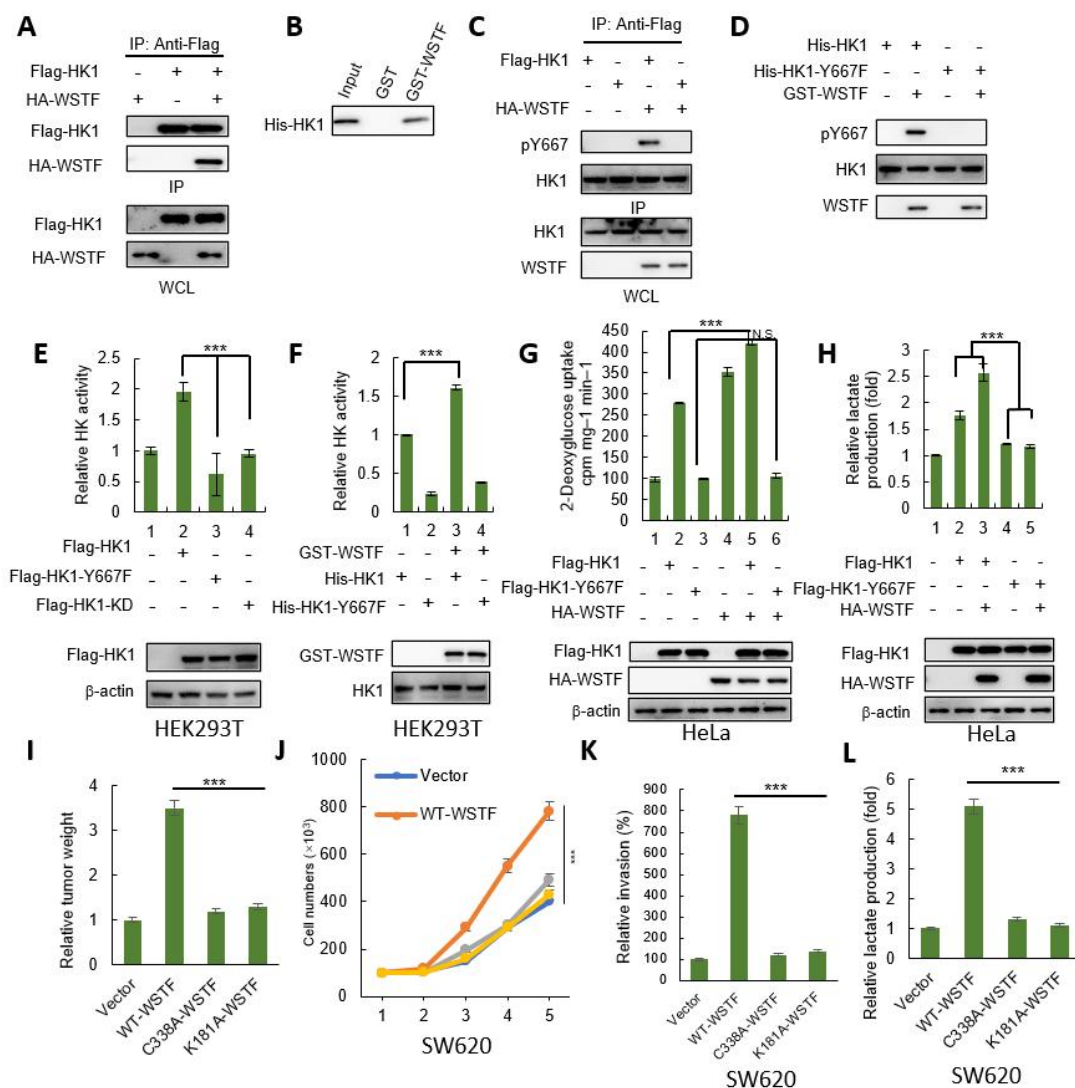 A
IP: Anti-Flag
Flag-HK1 - + +
HA-WSTF + - +
Flag-HK1
HA-WSTF
IP
Flag-HK1
HA-WSTF
WCL
B
Input GST GST-WSTF
His-HK1
C
IP: Anti-Flag
Flag-HK1 + - + -
- + - +
HA-WSTF - - + +
pY667
HK1
IP
HK1
WSTF
WCL
D
His-HK1 + + - -
His-HK1-Y667F - - + +
GST-WSTF - + - +
pY667
HK1
WSTF
E
Relative HK activity
2.5
2
1.5
1
0.5
0
***
1 2 3 4
Flag-HK1 - + - -
Flag-HK1-Y667F - - + -
Flag-HK1-KD - - - +
Flag-HK1
β-actin
HEK293T
F
Relative HK activity
2
1.5
1
0.5
0
***
1 2 3 4
GST-WSTF - - + +
His-HK1 + - + -
His-HK1-Y667F - + - +
GST-WSTF
HK1
HEK293T
G
2-Deoxyglucose uptake
cpm mg–1 min–1
450
400
350
300
250
200
150
100
50
0
***
N.S.
1 2 3 4 5 6
Flag-HK1 - + - - + -
Flag-HK1-Y667F - - + - - +
HA-WSTF - - - + + +
Flag-HK1
HA-WSTF
β-actin
HeLa
H
Relative lactate
production (fold)
3
2.5
2
1.5
1
0.5
0
***
1 2 3 4 5
Flag-HK1 - + + - -
Flag-HK1-Y667F - - - + +
HA-WSTF - - + - +
Flag-HK1
HA-WSTF
β-actin
HeLa
I
Relative tumor weight
4
3
2
1
0
***
Vector WT-WSTF C338A-WSTF K181A-WSTF
J
Cell numbers (×10³)
1000
800
600
400
200
0
Vector
WT-WSTF
***
1 2 3 4 5
SW620
K
Relative invasion (%)
900
800
700
600
500
400
300
200
100
0
***
Vector WT-WSTF C338A-WSTF K181A-WSTF
SW620
L
Relative lactate production (fold)
6
5
4
3
2
1
0
***
Vector WT-WSTF C338A-WSTF K181A-WSTF
SW620